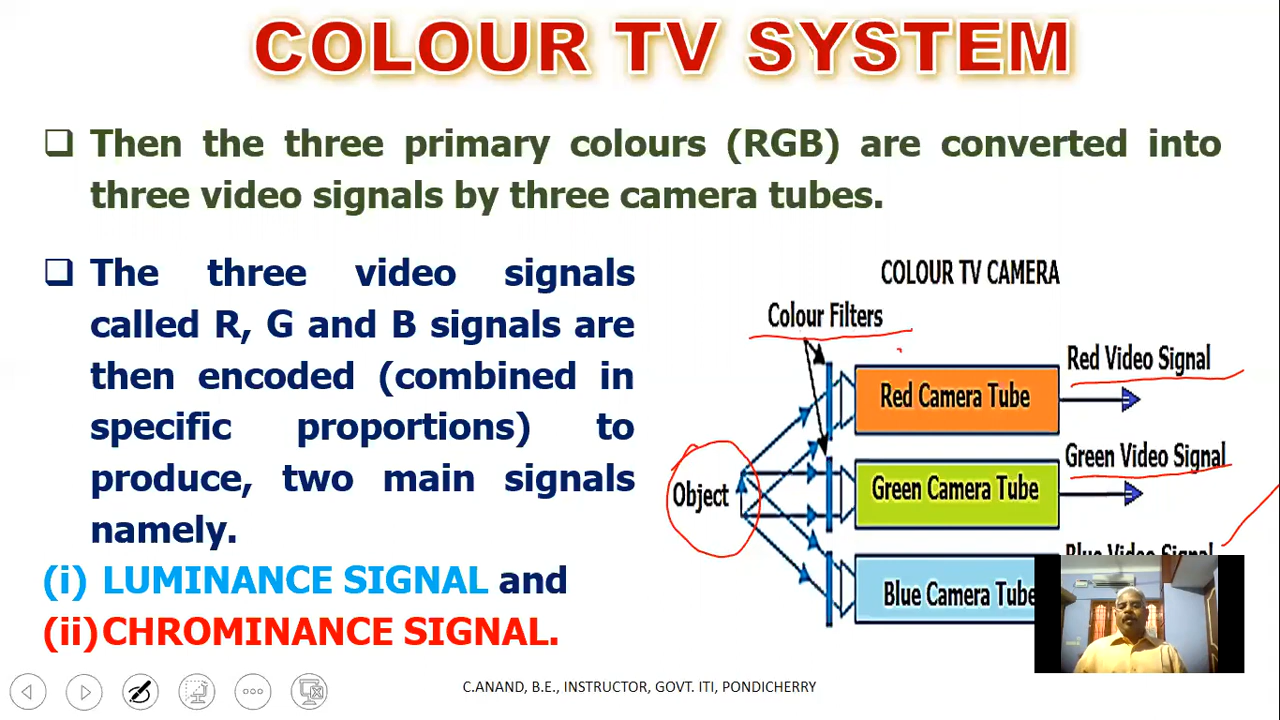 COLOUR TV SYSTEM
Then the three primary colours (RGB) are converted into
three video signals by three camera tubes.
The three video signals
called R, G and B signals are
then encoded (combined in
specific proportions) to
produce, two main signals
namely.
(i) LUMINANCE SIGNAL and
(ii) CHROMINANCE SIGNAL.
COLOUR TV CAMERA
Colour Filters
Red Video Signal
Red Camera Tube
Green Video Signal
Green Camera Tube
Object
Blue Video Signal
Blue Camera Tube
C.ANAND, B.E., INSTRUCTOR, GOVT. ITI, PONDICHERRY